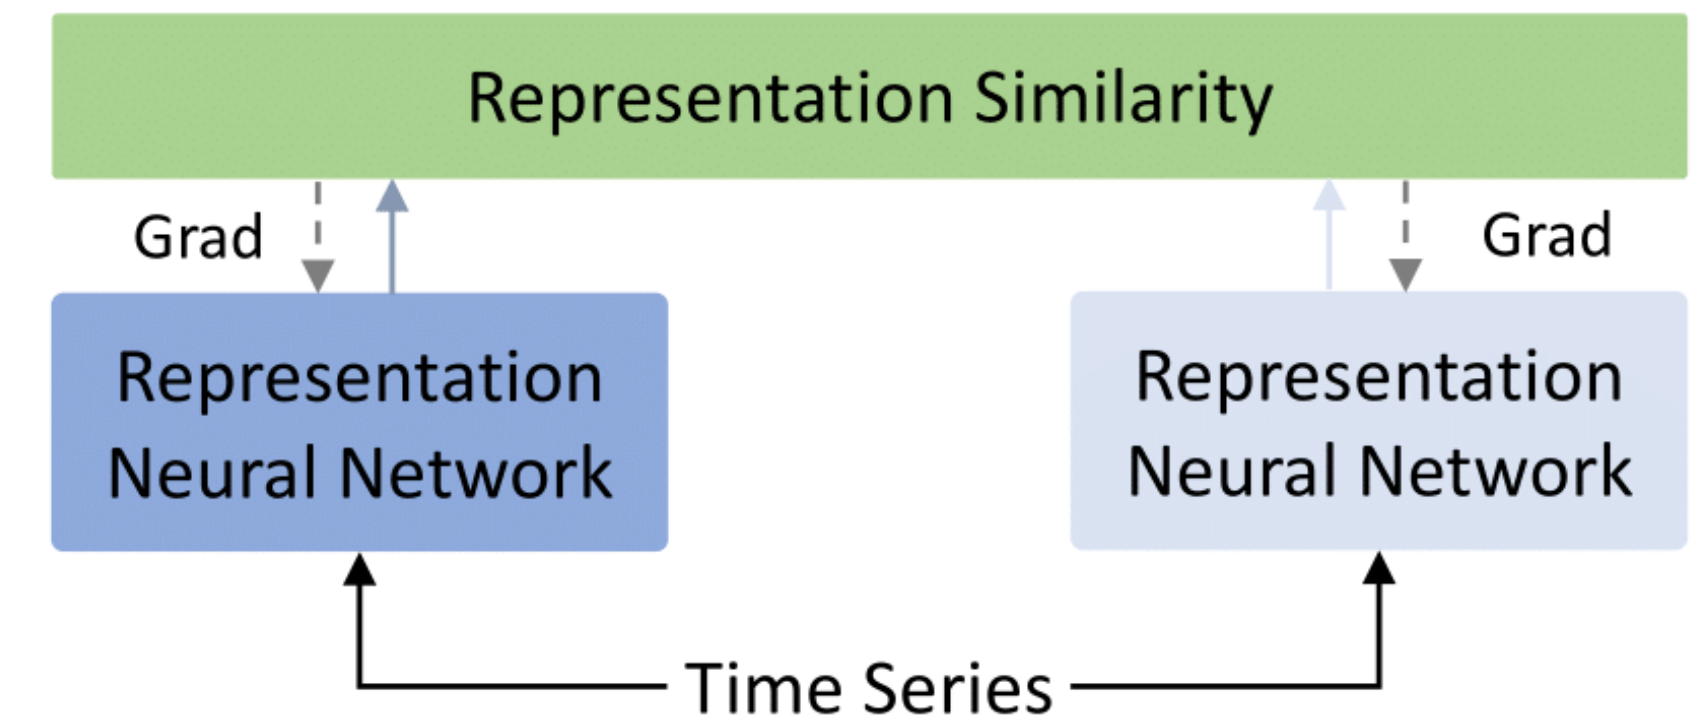 Representation Similarity
Grad
Grad
Representation
Neural Network
Representation
Neural Network
Time Series